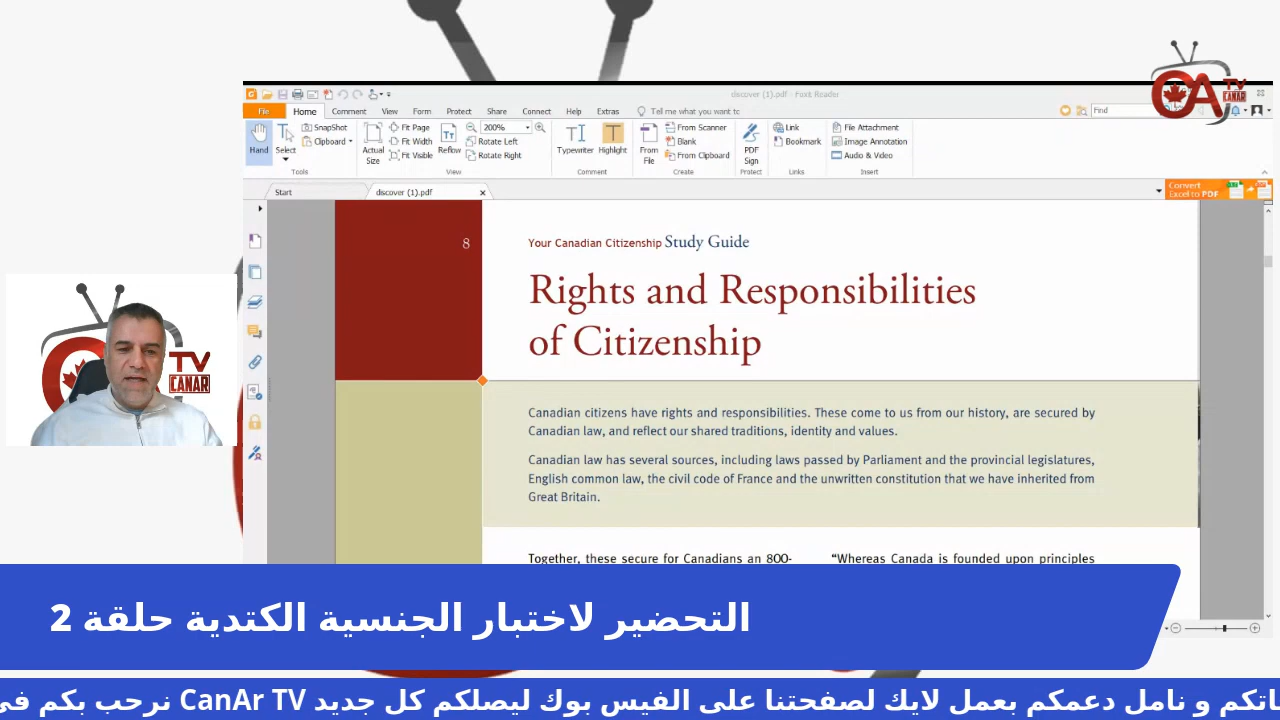 discover (1).pdf - Foxit Reader
File Home Comment View Form Protect Share Connect Help Extras Tell me what you want to Find
Hand Select SnapShot Clipboard Actual Size Fit Page Fit Width Fit Visible Reflow 200% Rotate Left Rotate Right Typewriter Highlight From File From Scanner Blank From Clipboard PDF Sign Link Bookmark File Attachment Image Annotation Audio & Video
Tools View Comment Create Protect Links Insert
Start discover (1).pdf Convert Excel to PDF
CA TV CANAR
TV CANAR
8
Your Canadian Citizenship Study Guide
Rights and Responsibilities
of Citizenship
Canadian citizens have rights and responsibilities. These come to us from our history, are secured by
Canadian law, and reflect our shared traditions, identity and values.
Canadian law has several sources, including laws passed by Parliament and the provincial legislatures,
English common law, the civil code of France and the unwritten constitution that we have inherited from
Great Britain.
Together, these secure for Canadians an 800-
“Whereas Canada is founded upon principles
التحضير لاختبار الجنسية الكتدية حلقة 2
نرحب بكم في CanAr TV اتكم و نامل دعمكم بعمل لايك لصفحتنا على الفيس بوك ليصلكم كل جديد